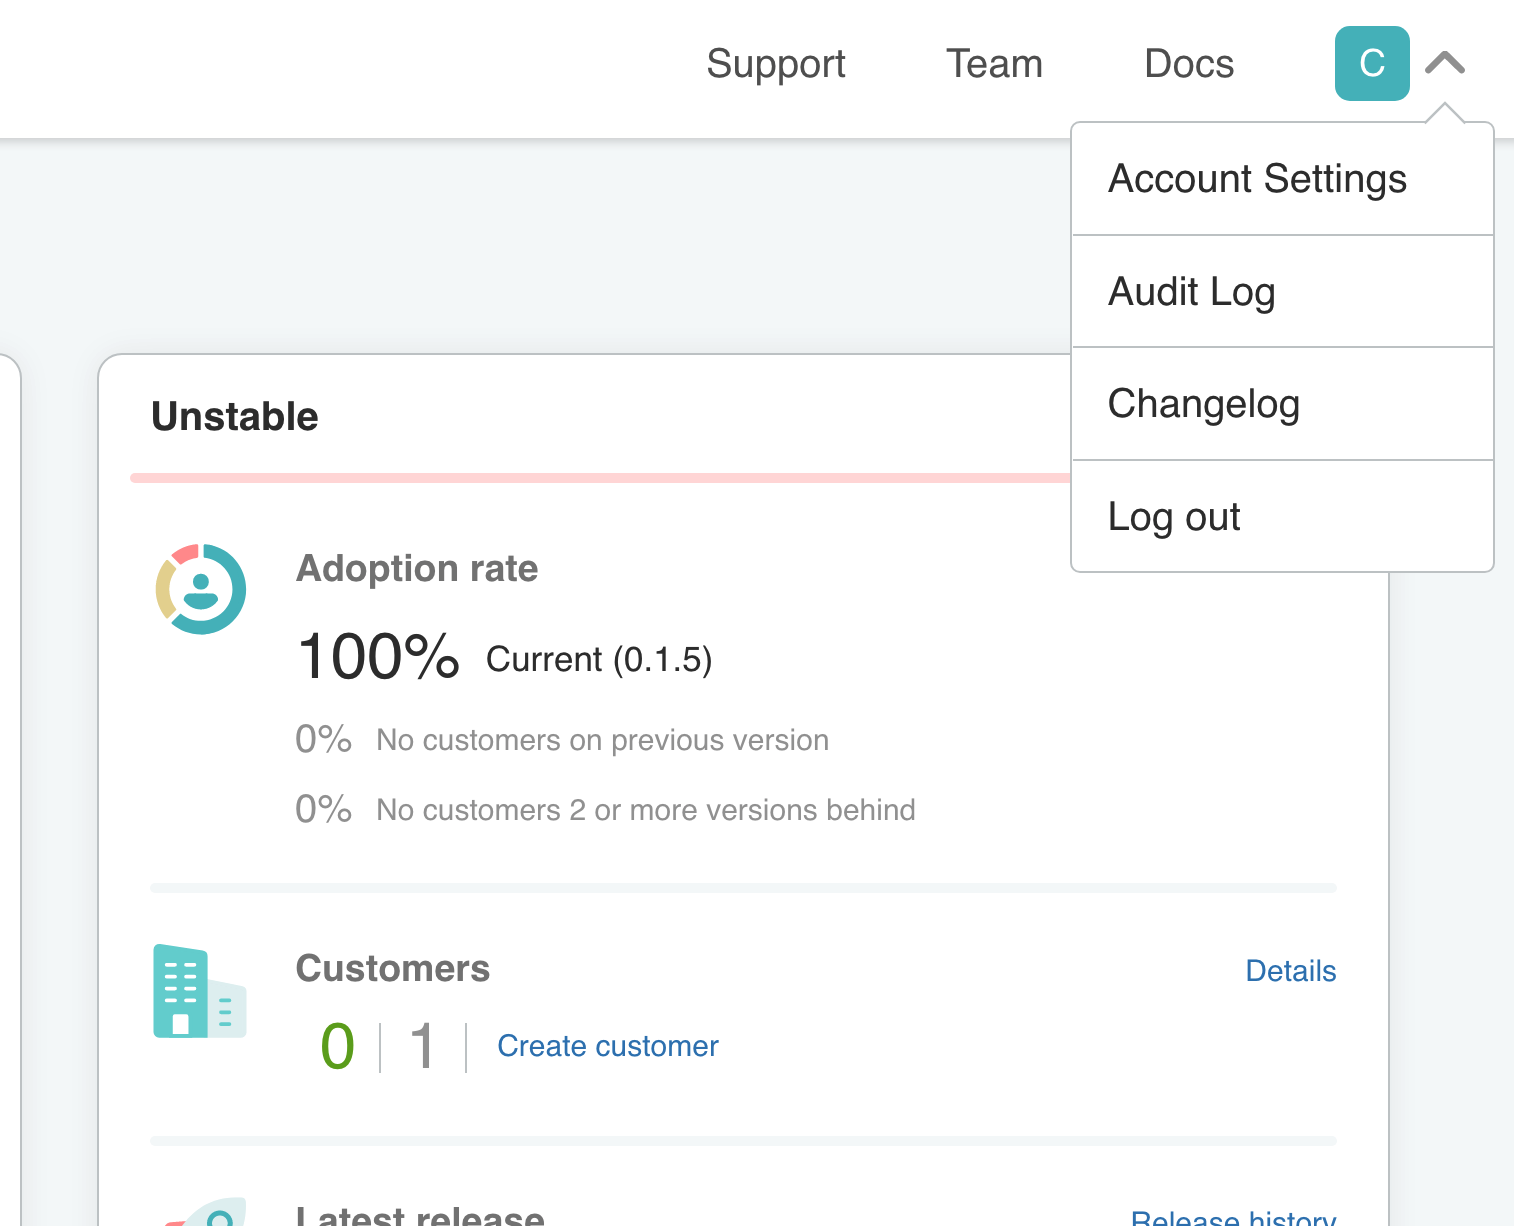 Support Team Docs C
Account Settings
Audit Log
Changelog
Log out
Unstable
Adoption rate
100% Current (0.1.5)
0% No customers on previous version
0% No customers 2 or more versions behind
Customers Details
0 1 Create customer
Latest release Release history